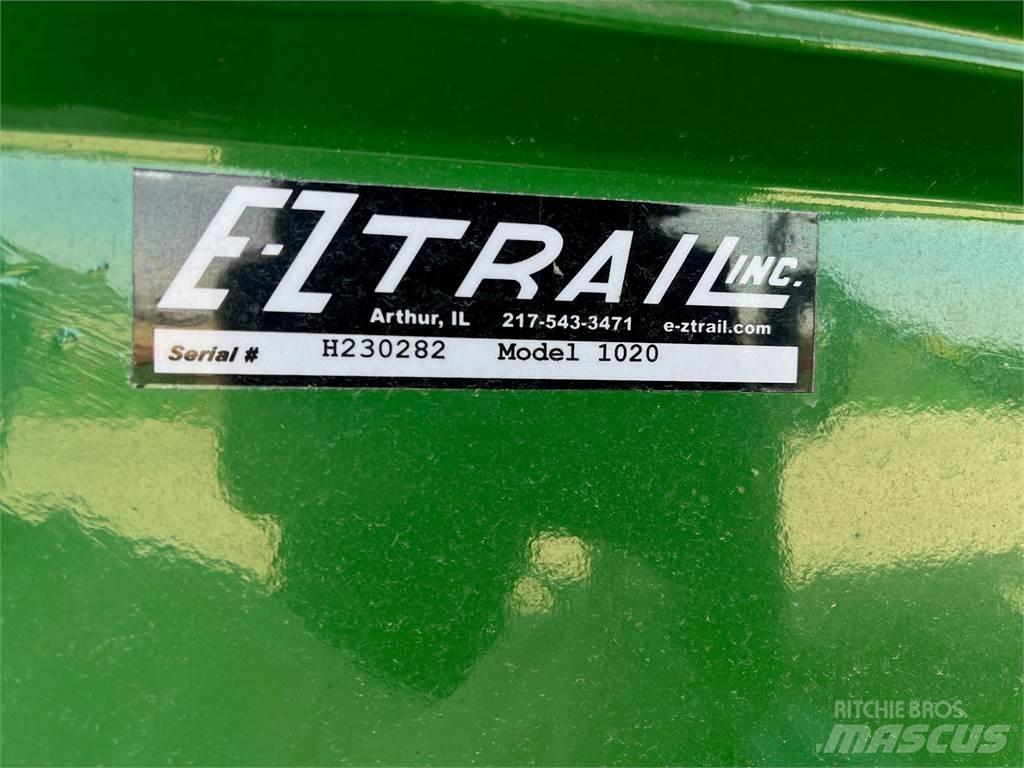 E-Z TRAIL INC.
Arthur, IL 217-543-3471 e-ztrail.com
Serial # H230282 Model 1020
RITCHIE BROS.
MASCUS